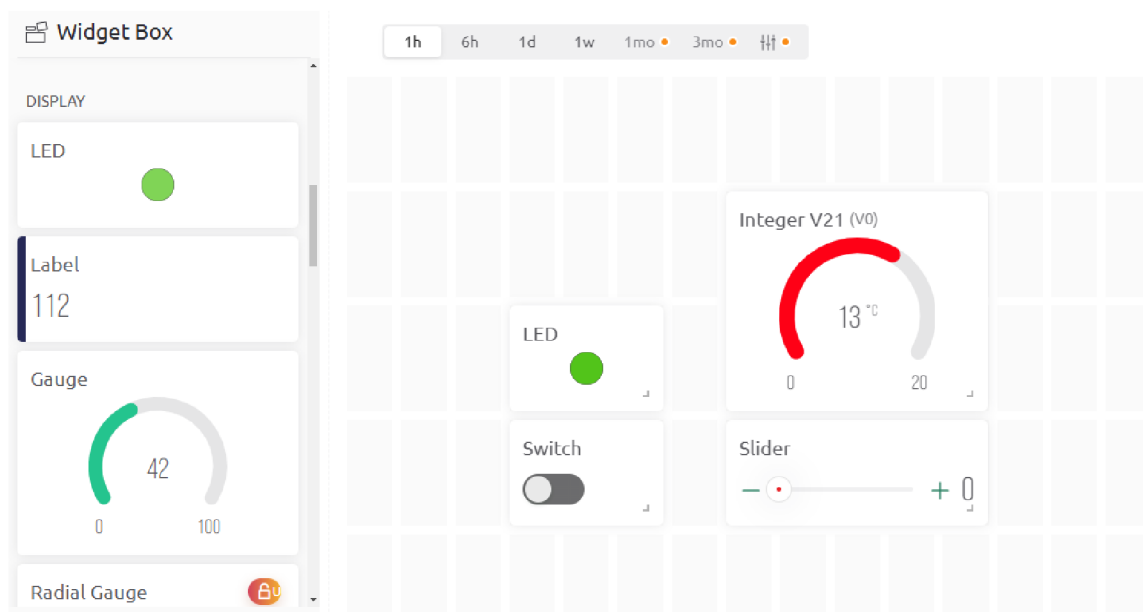 Widget Box
DISPLAY
LED
Label
112
Gauge
42
0 100
Radial Gauge
1h 6h 1d 1w 1mo 3mo
Integer V21 (V0)
13 °C
0 20
LED
Switch
Slider
0